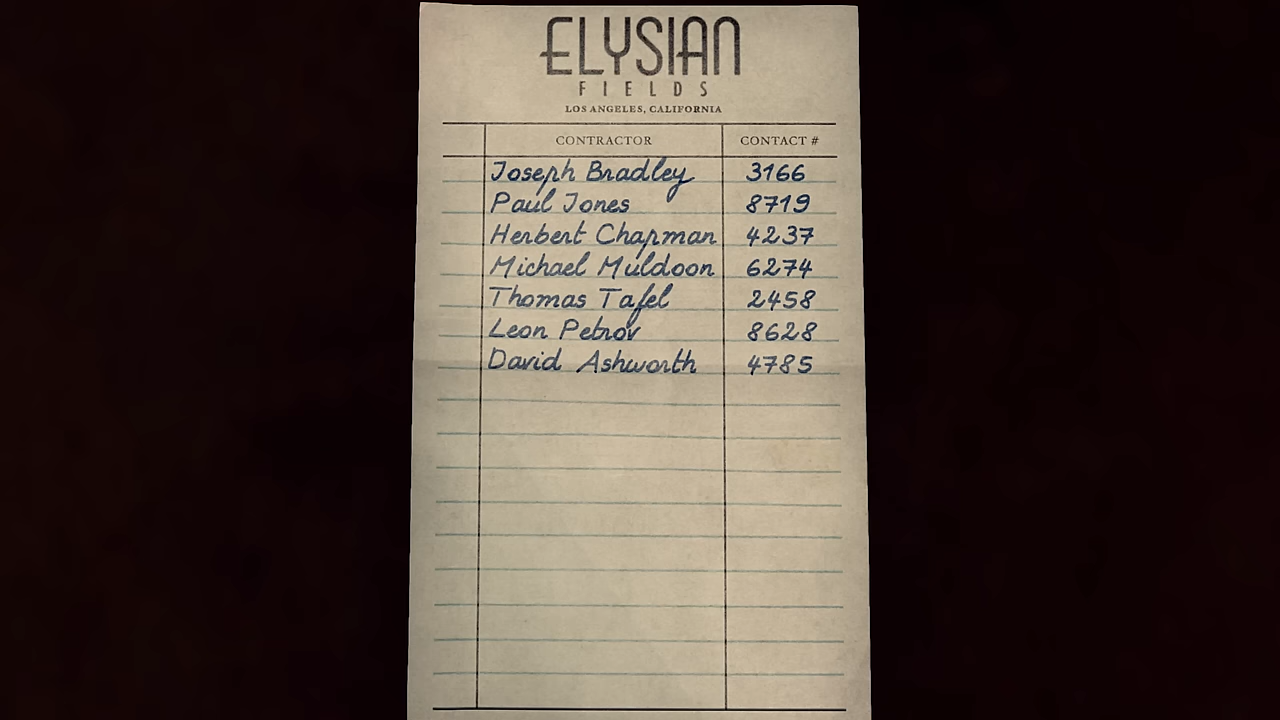 ELYSIAN
FIELDS
LOS ANGELES, CALIFORNIA
CONTRACTOR CONTACT #
Joseph Bradley 3166
Paul Jones 8719
Herbert Chapman 4237
Michael Muldoon 6274
Thomas Tafel 2458
Leon Petrov 8628
David Ashworth 4785